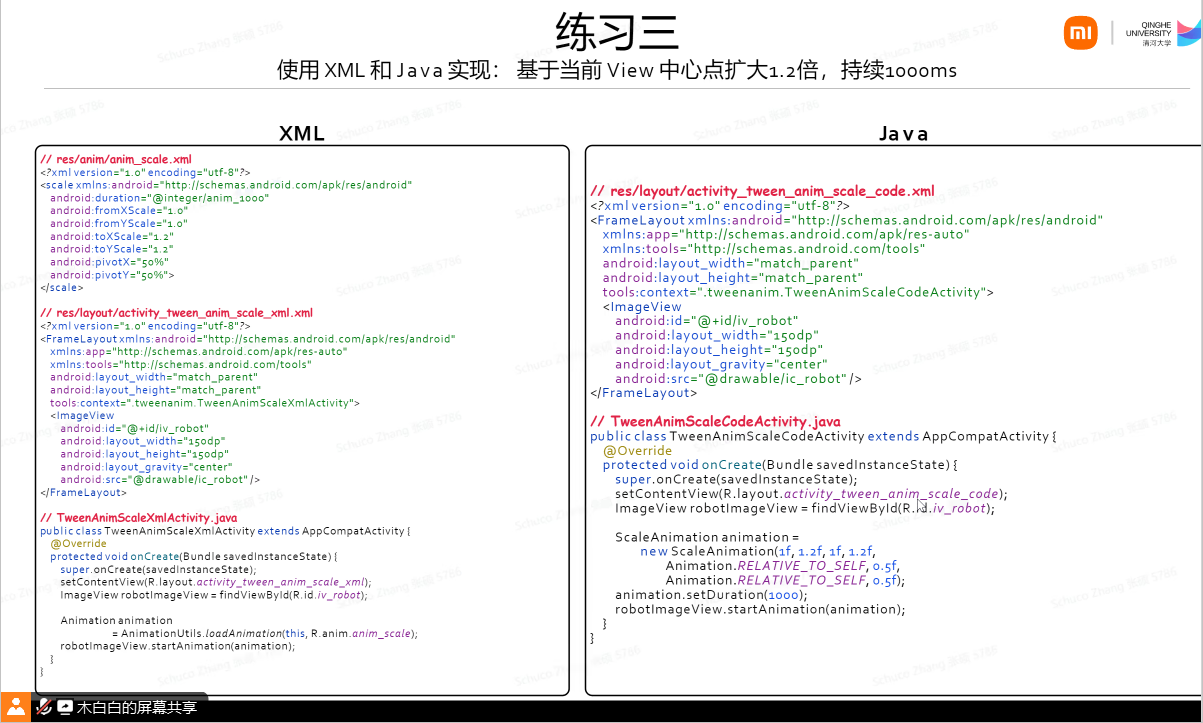 练习三
mi
QINGHE
UNIVERSITY
清河大学
使用 XML 和 Java 实现： 基于当前 View 中心点扩大1.2倍，持续1000ms
XML
// res/anim/anim_scale.xml
<?xml version="1.0" encoding="utf-8"?>
<scale xmlns:android="http://schemas.android.com/apk/res/android"
android:duration="@integer/anim_1000"
android:fromXScale="1.0"
android:fromYScale="1.0"
android:toXScale="1.2"
android:toYScale="1.2"
android:pivotX="50%"
android:pivotY="50%">
</scale>
// res/layout/activity_tween_anim_scale_xml.xml
<?xml version="1.0" encoding="utf-8"?>
<FrameLayout xmlns:android="http://schemas.android.com/apk/res/android"
xmlns:app="http://schemas.android.com/apk/res-auto"
xmlns:tools="http://schemas.android.com/tools"
android:layout_width="match_parent"
android:layout_height="match_parent"
tools:context=".tweenanim.TweenAnimScaleXmlActivity">
<ImageView
android:id="@+id/iv_robot"
android:layout_width="150dp"
android:layout_height="150dp"
android:layout_gravity="center"
android:src="@drawable/ic_robot" />
</FrameLayout>
// TweenAnimScaleXmlActivity.java
public class TweenAnimScaleXmlActivity extends AppCompatActivity {
@Override
protected void onCreate(Bundle savedInstanceState) {
super.onCreate(savedInstanceState);
setContentView(R.layout.activity_tween_anim_scale_xml);
ImageView robotImageView = findViewById(R.id.iv_robot);
Animation animation
= AnimationUtils.loadAnimation(this, R.anim.anim_scale);
robotImageView.startAnimation(animation);
}
}
Java
// res/layout/activity_tween_anim_scale_code.xml
<?xml version="1.0" encoding="utf-8"?>
<FrameLayout xmlns:android="http://schemas.android.com/apk/res/android"
xmlns:app="http://schemas.android.com/apk/res-auto"
xmlns:tools="http://schemas.android.com/tools"
android:layout_width="match_parent"
android:layout_height="match_parent"
tools:context=".tweenanim.TweenAnimScaleCodeActivity">
<ImageView
android:id="@+id/iv_robot"
android:layout_width="150dp"
android:layout_height="150dp"
android:layout_gravity="center"
android:src="@drawable/ic_robot" />
</FrameLayout>
// TweenAnimScaleCodeActivity.java
public class TweenAnimScaleCodeActivity extends AppCompatActivity {
@Override
protected void onCreate(Bundle savedInstanceState) {
super.onCreate(savedInstanceState);
setContentView(R.layout.activity_tween_anim_scale_code);
ImageView robotImageView = findViewById(R.id.iv_robot);
ScaleAnimation animation =
new ScaleAnimation(1f, 1.2f, 1f, 1.2f,
Animation.RELATIVE_TO_SELF, 0.5f,
Animation.RELATIVE_TO_SELF, 0.5f);
animation.setDuration(1000);
robotImageView.startAnimation(animation);
}
}
木白白的屏幕共享